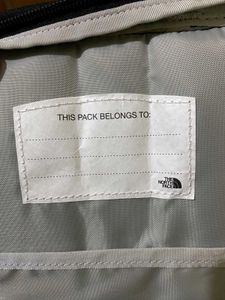 THIS PACK BELONGS TO:
THE
NORTH
FACE